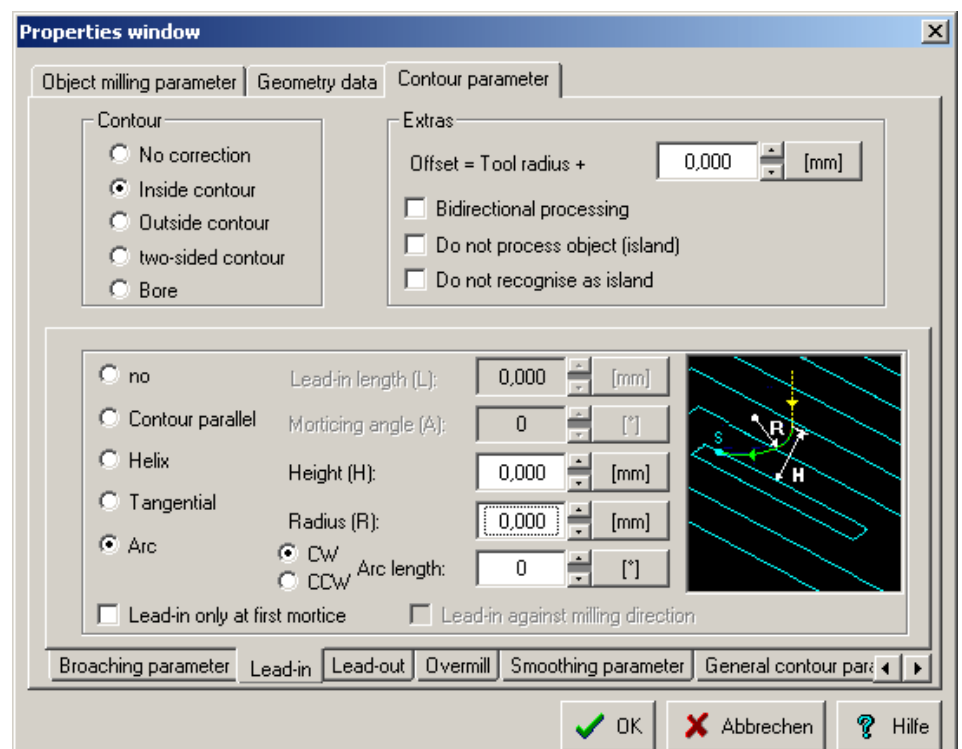 Properties window
Object milling parameter Geometry data Contour parameter
Contour
No correction
Inside contour
Outside contour
two-sided contour
Bore
Extras
Offset = Tool radius + 0,000 [mm]
Bidirectional processing
Do not process object (island)
Do not recognise as island
no
Contour parallel
Helix
Tangential
Arc
Lead-in length (L): 0,000 [mm]
Morticing angle (A): 0 [°]
Height (H): 0,000 [mm]
Radius (R): 0,000 [mm]
CW
CCW
Arc length: 0 [°]
S
R
H
Lead-in only at first mortice Lead-in against milling direction
Broaching parameter Lead-in Lead-out Overmill Smoothing parameter General contour para
OK Abbrechen Hilfe